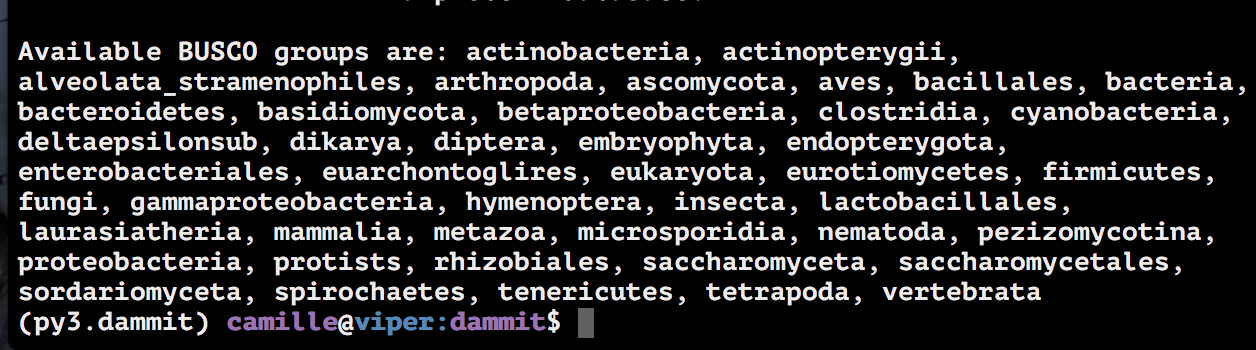 Available BUSCO groups are: actinobacteria, actinopterygii,
alveolata_stramenophiles, arthropoda, ascomycota, aves, bacillales, bacteria,
bacteroidetes, basidiomycota, betaproteobacteria, clostridia, cyanobacteria,
deltaepsilonsub, dikarya, diptera, embryophyta, endopterygota,
enterobacteriales, euarchontoglires, eukaryota, eurotiomycetes, firmicutes,
fungi, gammaproteobacteria, hymenoptera, insecta, lactobacillales,
laurasiatheria, mammalia, metazoa, microsporidia, nematoda, pezizomycotina,
proteobacteria, protists, rhizobiales, saccharomyceta, saccharomycetales,
sordariomyceta, spirochaetes, tenericutes, tetrapoda, vertebrata
(py3.dammit) camille@viper:dammit$